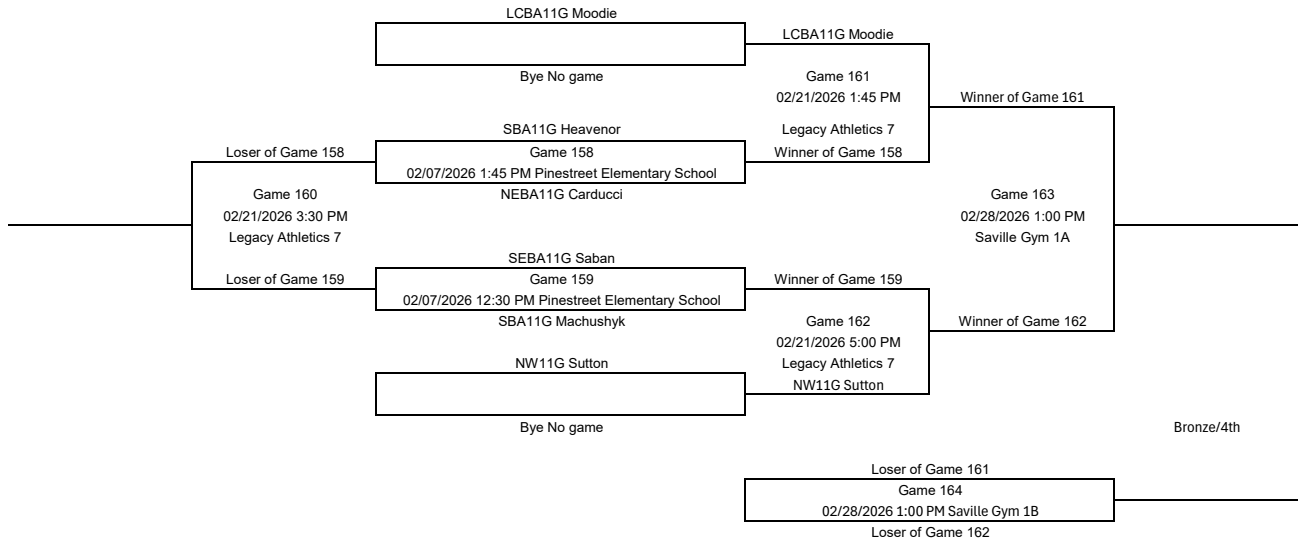 LCBA11G Moodie
LCBA11G Moodie
Bye No game
Game 161
02/21/2026 1:45 PM
Winner of Game 161
SBA11G Heavenor
Legacy Athletics 7
Loser of Game 158
Game 158
Winner of Game 158
02/07/2026 1:45 PM Pinestreet Elementary School
Game 160
NEBA11G Carducci
Game 163
02/21/2026 3:30 PM
02/28/2026 1:00 PM
Legacy Athletics 7
Saville Gym 1A
SEBA11G Saban
Loser of Game 159
Game 159
Winner of Game 159
02/07/2026 12:30 PM Pinestreet Elementary School
SBA11G Machushyk
Game 162
Winner of Game 162
02/21/2026 5:00 PM
NW11G Sutton
Legacy Athletics 7
NW11G Sutton
Bye No game
Bronze/4th
Loser of Game 161
Game 164
02/28/2026 1:00 PM Saville Gym 1B
Loser of Game 162